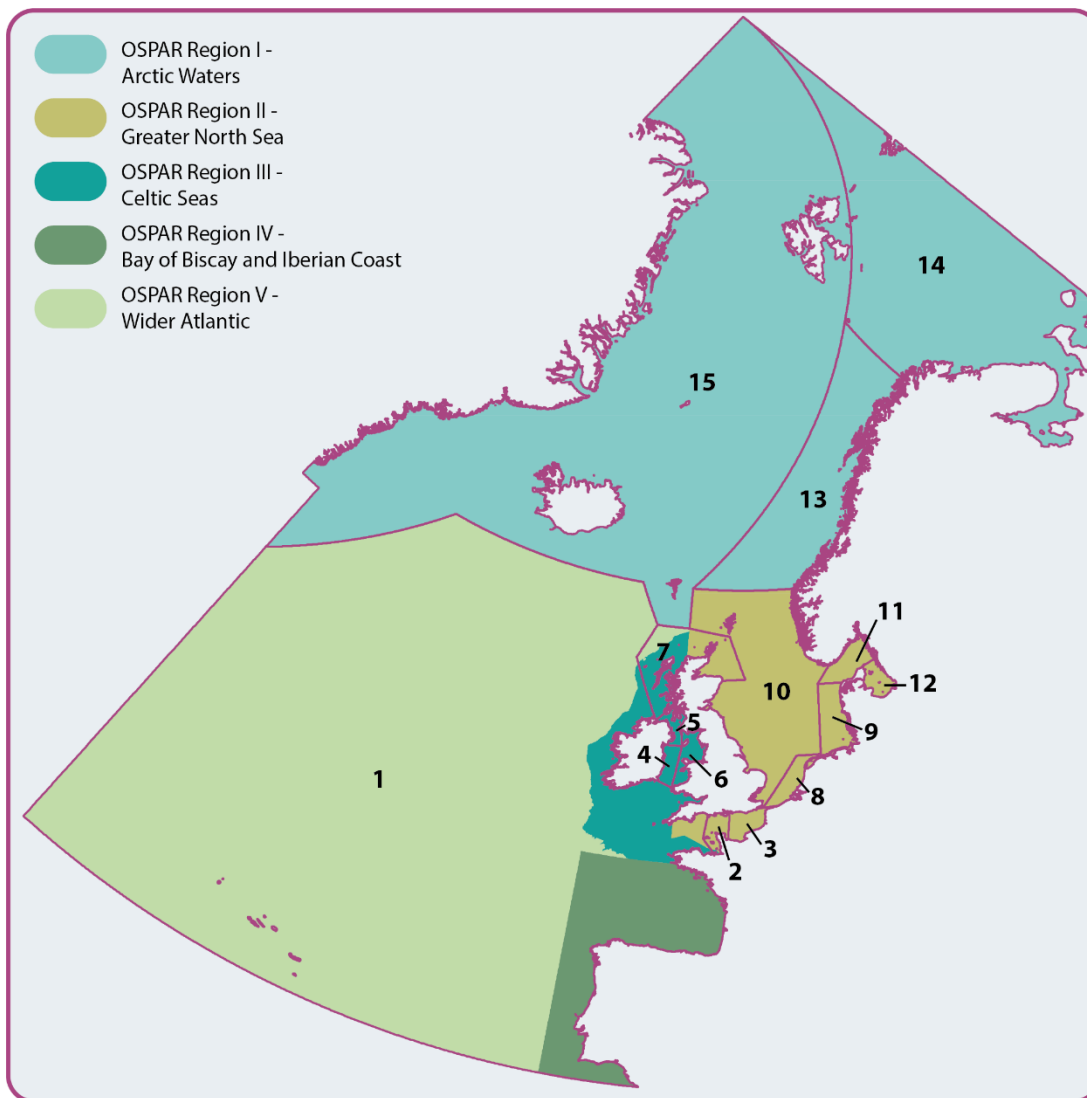 OSPAR Region I -
Arctic Waters
OSPAR Region II -
Greater North Sea
OSPAR Region III -
Celtic Seas
OSPAR Region IV -
Bay of Biscay and Iberian Coast
OSPAR Region V -
Wider Atlantic
14
15
13
11
7
12
10
5
9
4
6
1
8
2
3